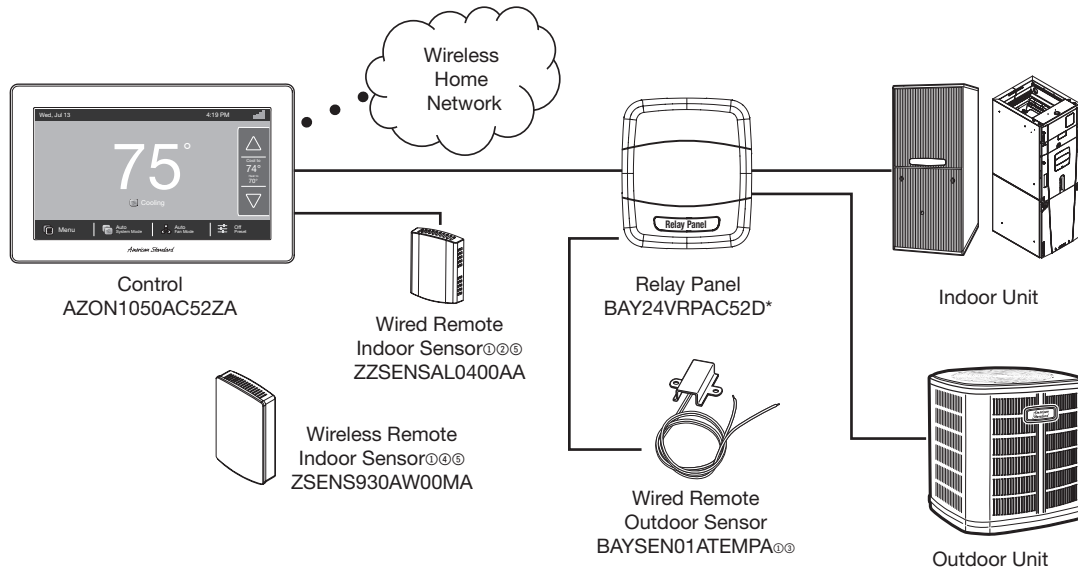 Wireless
Home
Network
Wed, Jul 13
4:19 PM
75°
Cooling
74°
70°
Menu
Auto
System Mode
Auto
Fan Mode
Off
Preset
American Standard
Control
AZON1050AC52ZA
Wired Remote
Indoor Sensor①②⑤
ZZSENSAL0400AA
Wireless Remote
Indoor Sensor①④⑤
ZSENS930AW00MA
Relay Panel
Relay Panel
BAY24VRPAC52D*
Wired Remote
Outdoor Sensor
BAYSEN01ATEMPA①③
Indoor Unit
Outdoor Unit